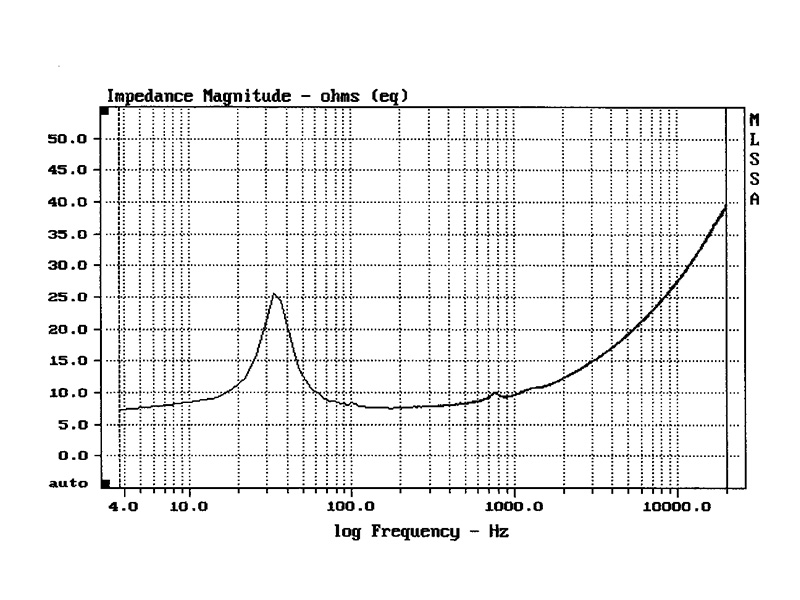 Impedance Magnitude - ohms (eq)
M
L
S
S
A
50.0
45.0
40.0
35.0
30.0
25.0
20.0
15.0
10.0
5.0
0.0
auto
4.0 10.0 100.0 1000.0 10000.0
log Frequency - Hz